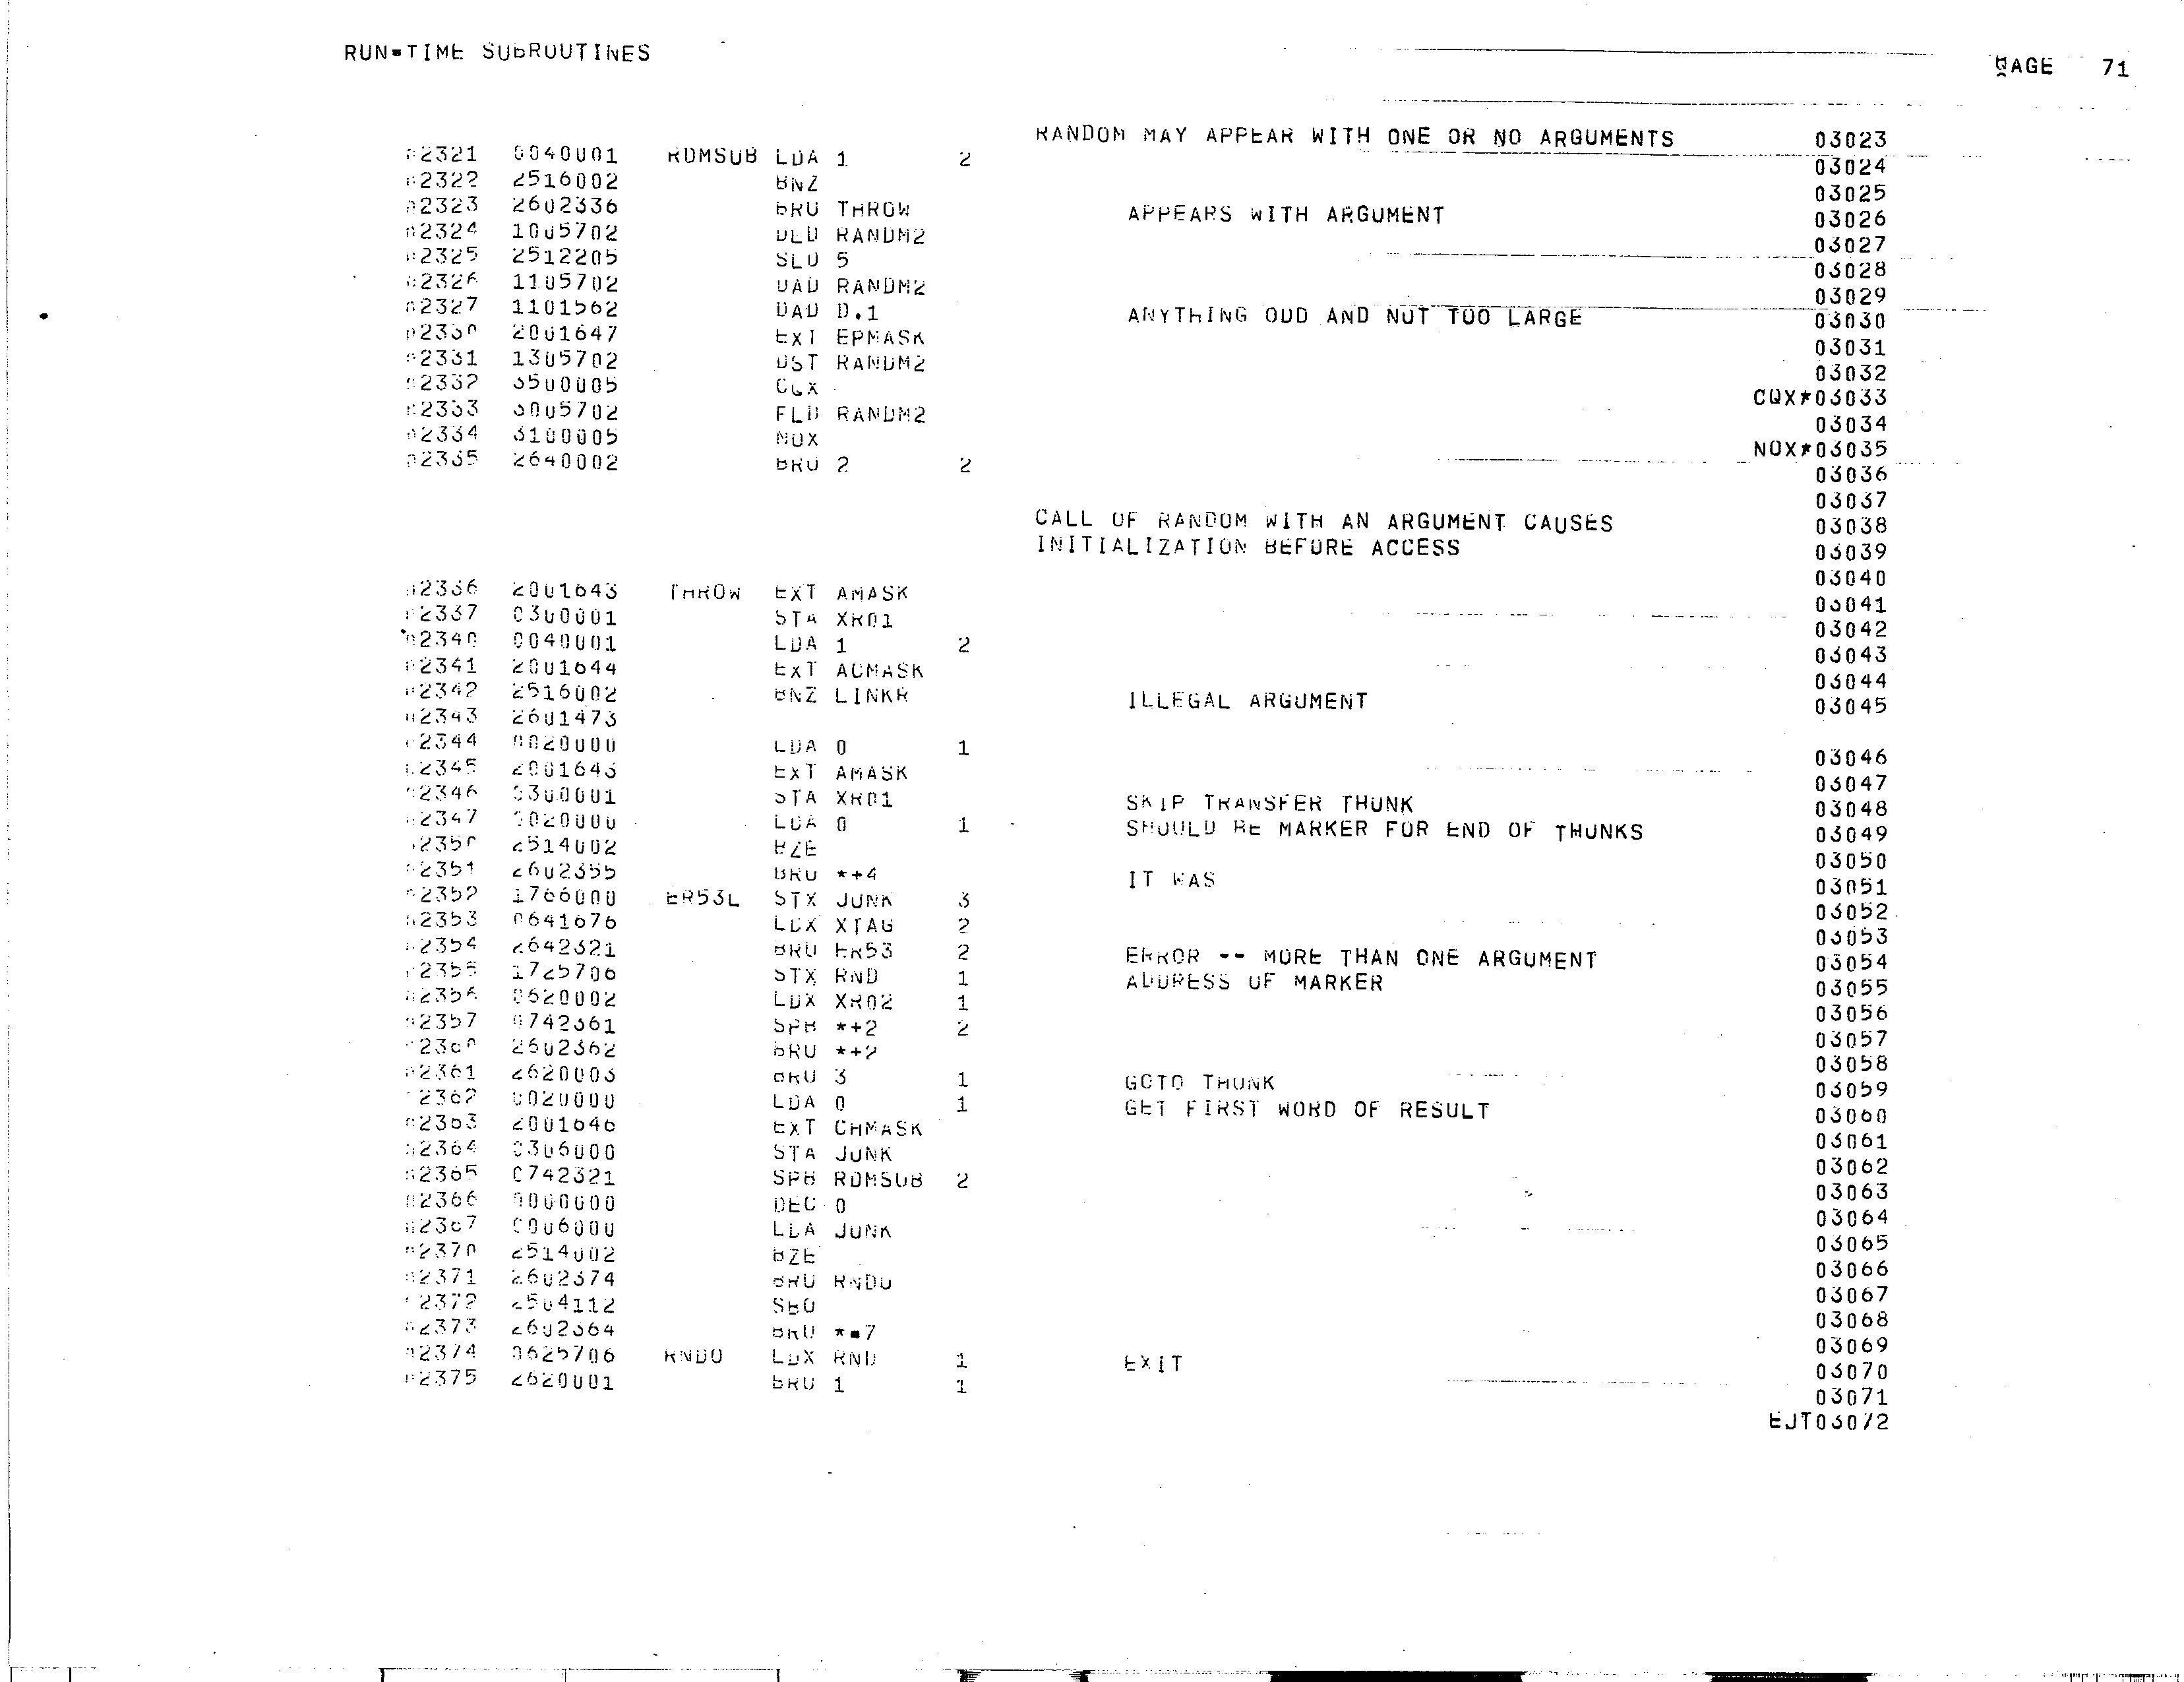 RUN-TIME SUBROUTINES PAGE 71
RANDOM MAY APPEAR WITH ONE OR NO ARGUMENTS 03023
02321 0040001 RDMSUB LDA 1 2 03024
02322 2516002 BNZ 03025
02323 2602336 BRU THROW APPEARS WITH ARGUMENT 03026
02324 1005702 DLD RANDM2 03027
02325 2512205 SLD 5 03028
02326 1105702 DAD RANDM2 03029
02327 1101562 DAD D.1 ANYTHING ODD AND NOT TOO LARGE 03030
02330 2001647 EXT EPMASK 03031
02331 1305702 DST RANDM2 03032
02332 3500005 CQX CQX*03033
02333 3005702 FLD RANDM2 03034
02334 3100005 NOX NOX*03035
02335 2640002 BRU 2 2 03036
03037
CALL OF RANDOM WITH AN ARGUMENT CAUSES 03038
INITIALIZATION BEFORE ACCESS 03039
03040
02336 2001643 THROW EXT AMASK 03041
02337 0300001 STA XR01 03042
02340 0040001 LDA 1 2 03043
02341 2001644 EXT ACMASK 03044
02342 2516002 BNZ LINKR ILLEGAL ARGUMENT 03045
02343 2601473
02344 0020000 LDA 0 1 03046
02345 2001643 EXT AMASK 03047
02346 0300001 STA XR01 SKIP TRANSFER THUNK 03048
02347 0020000 LDA 0 1 SHOULD BE MARKER FOR END OF THUNKS 03049
02350 2514002 BZE 03050
02351 2602355 BRU *+4 IT WAS 03051
02352 1766000 ER53L STX JUNK 3 03052
02353 0641676 LDX XTAG 2 03053
02354 2642321 BRU ER53 2 ERROR -- MORE THAN ONE ARGUMENT 03054
02355 1725706 STX RND 1 ADDRESS OF MARKER 03055
02356 0620002 LDX XR02 1 03056
02357 0742361 SPB *+2 2 03057
02360 2602362 BRU *+2 03058
02361 2620003 BRU 3 1 GOTO THUNK 03059
02362 0020000 LDA 0 1 GET FIRST WORD OF RESULT 03060
02363 2001646 EXT CHMASK 03061
02364 0306000 STA JUNK 03062
02365 0742321 SPB RDMSUB 2 03063
02366 0000000 DEC 0 03064
02367 0006000 LDA JUNK 03065
02370 2514002 BZE 03066
02371 2602374 BRU RNDO 03067
02372 2504112 SBO 03068
02373 2602364 BRU *-7 03069
02374 0625706 RNDO LDX RND 1 EXIT 03070
02375 2620001 BRU 1 1 03071
EJT03072